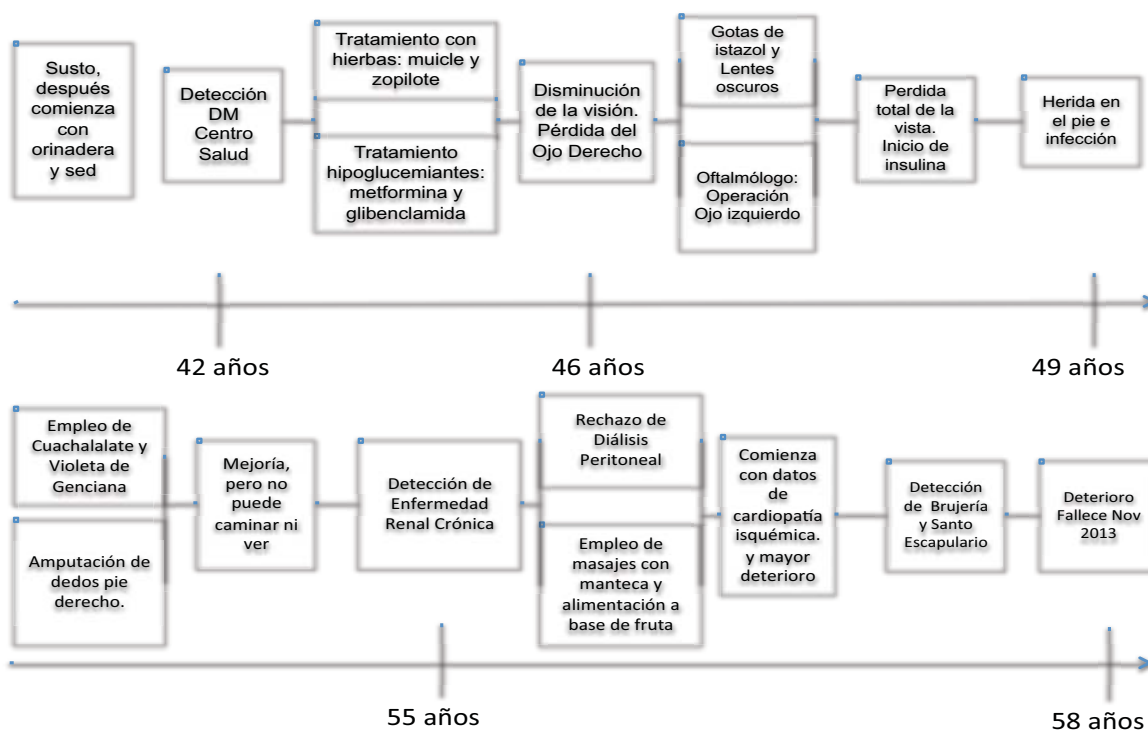 Susto,
después
comienza
con
orinadera
y sed
Detección
DM
Centro
Salud
Tratamiento con
hierbas: muicle y
zopilote
Tratamiento
hipoglucemiantes:
metformina y
glibenclamida
Disminución
de la visión.
Pérdida del
Ojo Derecho
Gotas de
istazol y
Lentes
oscuros
Oftalmólogo:
Operación
Ojo izquierdo
Perdida
total de la
vista.
Inicio de
insulina
Herida en
el pie e
infección
42 años
46 años
49 años
Empleo de
Cuachalalate y
Violeta de
Genciana
Amputación de
dedos pie
derecho.
Mejoría,
pero no
puede
caminar ni
ver
Detección de
Enfermedad
Renal Crónica
Rechazo de
Diálisis
Peritoneal
Empleo de
masajes con
manteca y
alimentación a
base de fruta
Comienza
con datos
de
cardiopatía
isquémica.
y mayor
deterioro
Detección
de Brujería
y Santo
Escapulario
Deterioro
Fallece Nov
2013
55 años
58 años